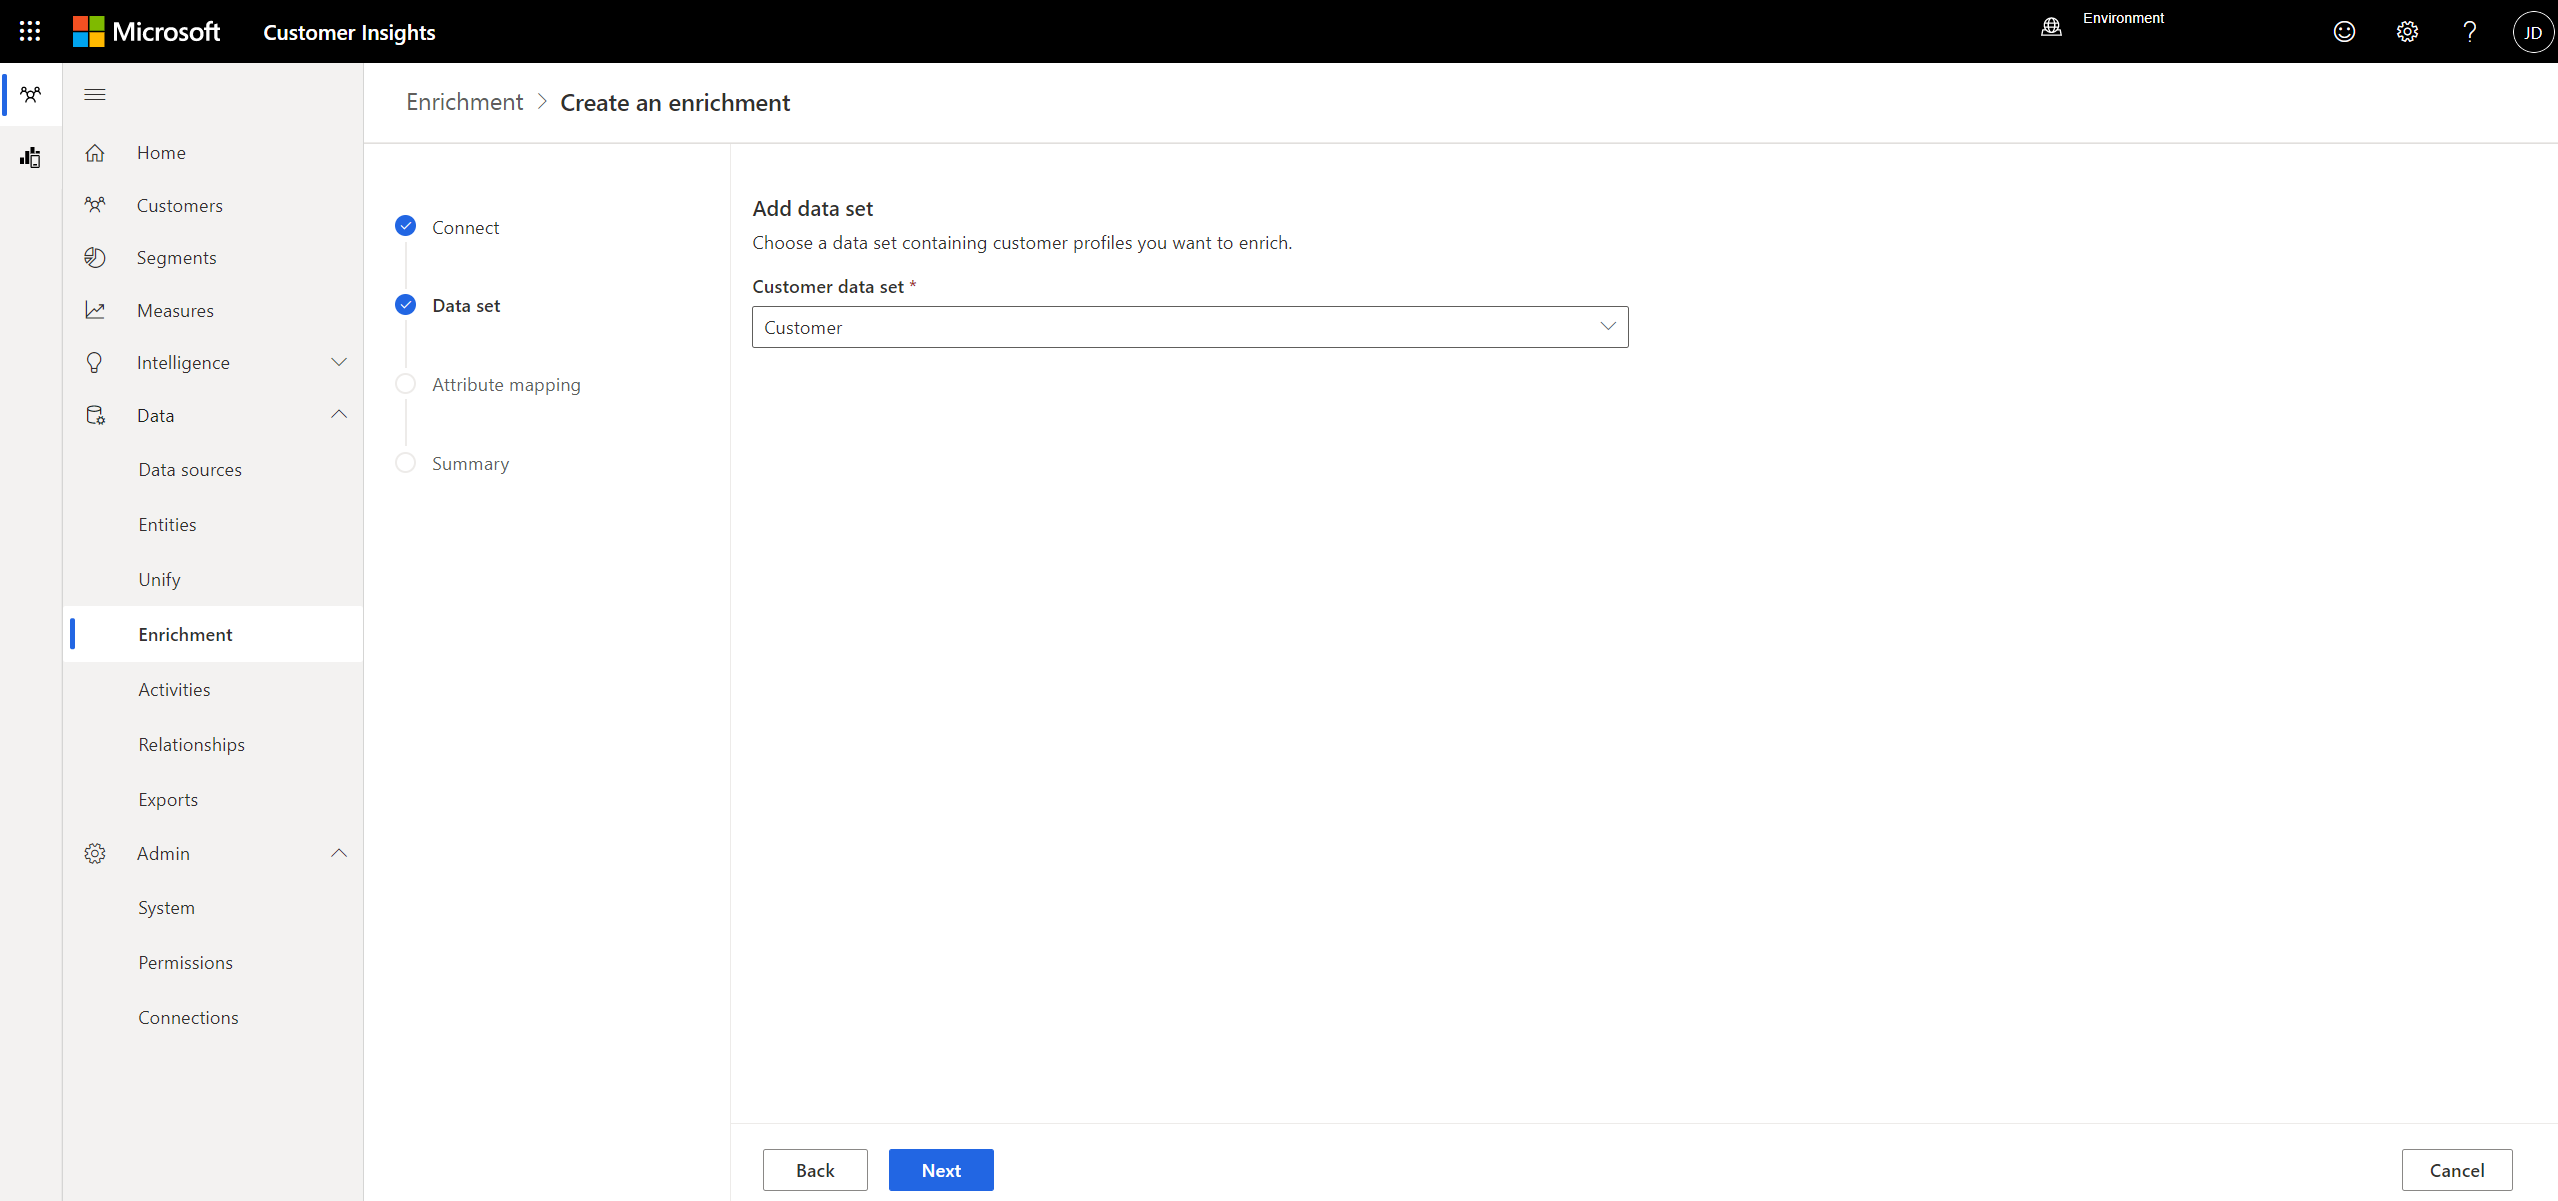 Microsoft
Customer Insights
Environment
JD
Enrichment > Create an enrichment
Home
Customers
Segments
Measures
Intelligence
Data
Data sources
Entities
Unify
Enrichment
Activities
Relationships
Exports
Admin
System
Permissions
Connections
Connect
Data set
Attribute mapping
Summary
Add data set
Choose a data set containing customer profiles you want to enrich.
Customer data set *
Customer
Back
Next
Cancel